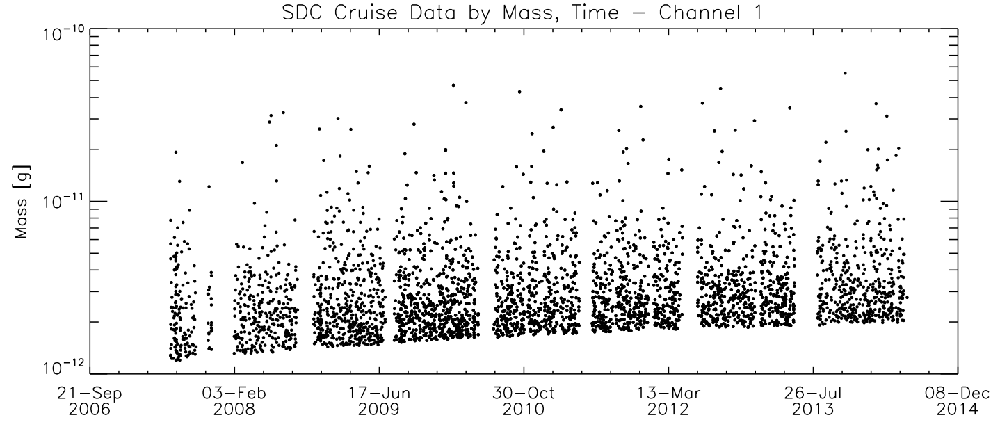 SDC Cruise Data by Mass, Time − Channel 1
10⁻¹⁰
10⁻¹¹
10⁻¹²
Mass [g]
21−Sep 03−Feb 17−Jun 30−Oct 13−Mar 26−Jul 08−Dec
2006 2008 2009 2010 2012 2013 2014